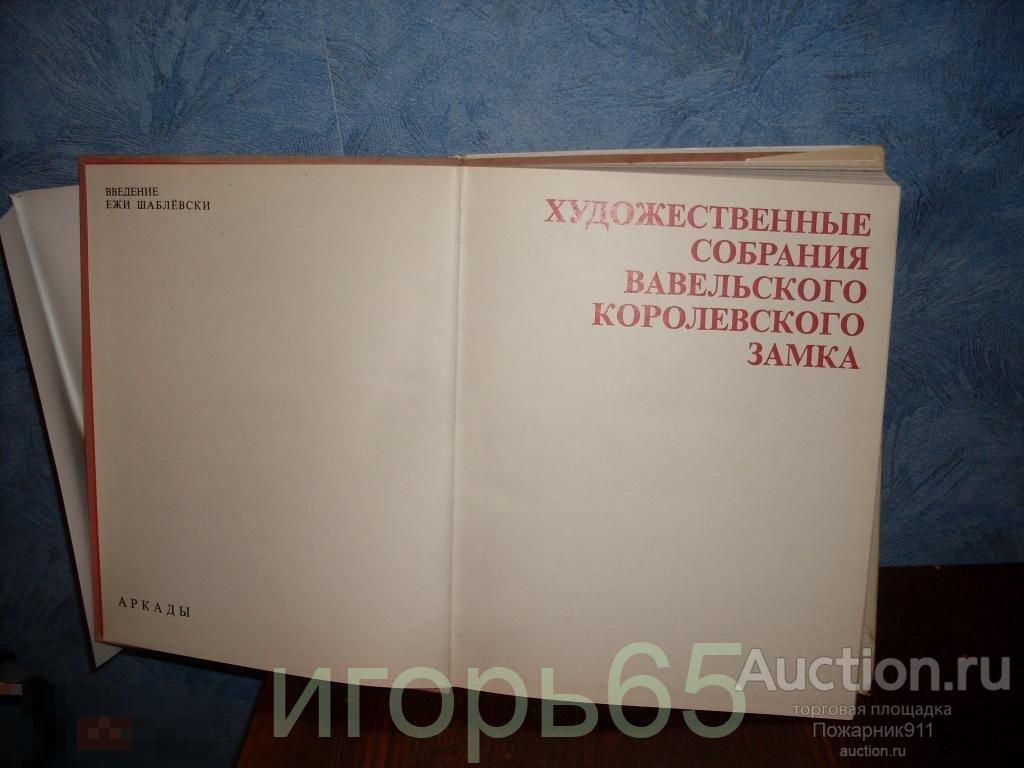 ВВЕДЕНИЕ
ЕЖИ ШАБЛЁВСКИ
АРКАДЫ
ХУДОЖЕСТВЕННЫЕ
СОБРАНИЯ
ВАВЕЛЬСКОГО
КОРОЛЕВСКОГО
ЗАМКА
игорь65
Auction.ru
торговая площадка
Пожарник911
auction.ru